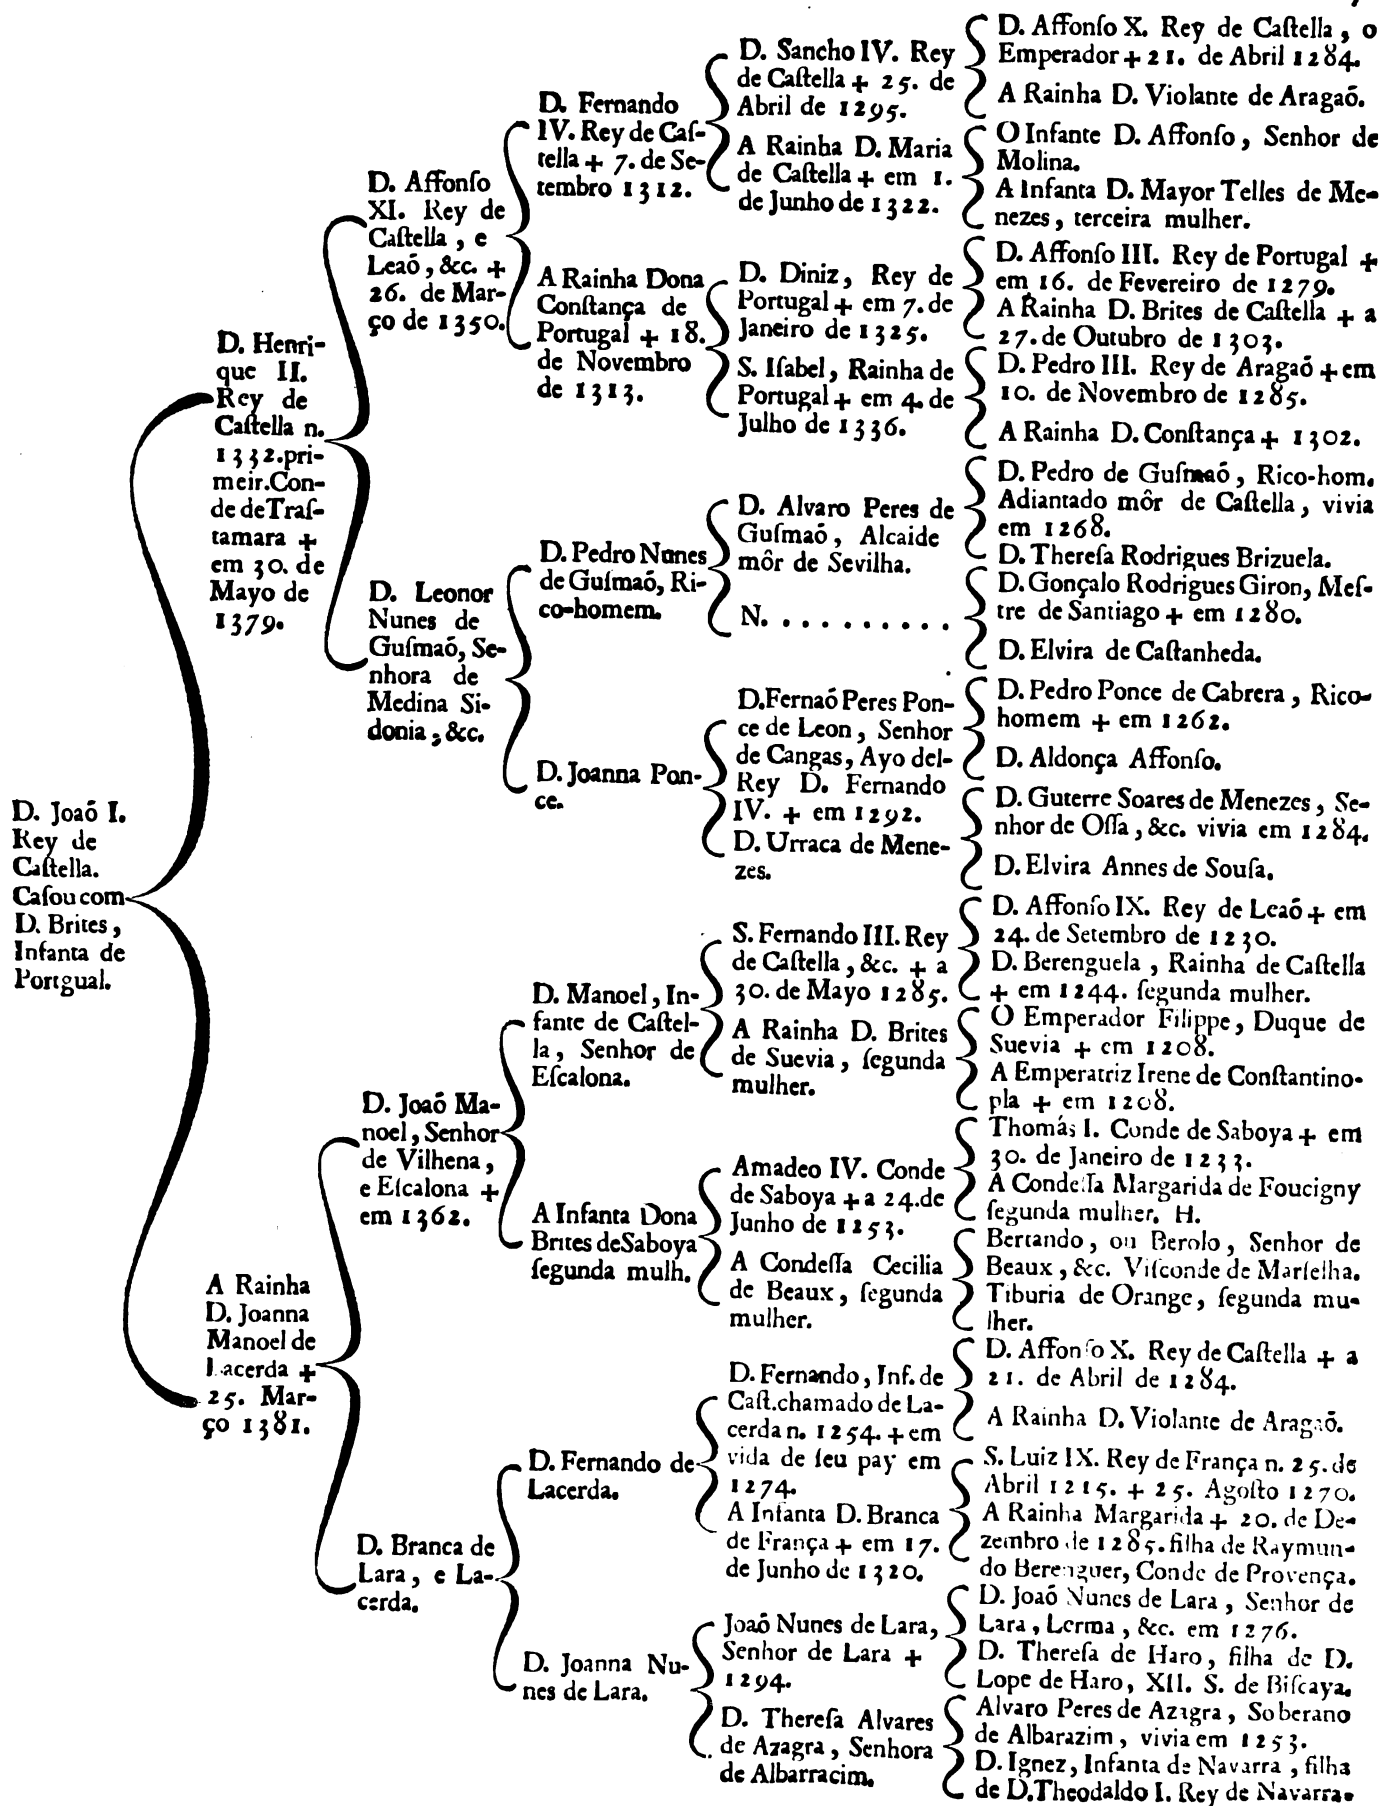 D. Joaõ I.
Rey de
Caſtella.
Caſou com
D. Brites,
Infanta de
Portgual.
D. Henri-
que II.
Rey de
Caſtella n.
1332.pri-
meir.Con-
de de Traſ-
tamara +
em 30. de
Mayo de
1379.
A Rainha
D. Joanna
Manoel de
Lacerda +
25. Mar-
ço 1381.
D. Affonſo
XI. Rey de
Caſtella, e
Leaõ, &c. +
26. de Mar-
ço de 1350.
D. Leonor
Nunes de
Guſmaõ, Se-
nhora de
Medina Si-
donia, &c.
D. Joaõ Ma-
noel, Senhor
de Vilhena,
e Eſcalona +
em 1362.
D. Branca de
Lara, e La-
cerda.
D. Fernando
IV. Rey de Caſ-
tella + 7. de Se-
tembro 1312.
A Rainha Dona
Conſtança de
Portugal + 18.
de Novembro
de 1313.
D. Pedro Nunes
de Guſmaõ, Ri-
co-homem.
D. Joanna Pon-
ce.
D. Manoel, In-
fante de Caſtel-
la, Senhor de
Eſcalona.
A Infanta Dona
Brites de Saboya
ſegunda mulh.
D. Fernando de
Lacerda.
D. Joanna Nu-
nes de Lara.
D. Sancho IV. Rey
de Caſtella + 25. de
Abril de 1295.
A Rainha D. Maria
de Caſtella + em 1.
de Junho de 1322.
D. Diniz, Rey de
Portugal + em 7. de
Janeiro de 1325.
S. Iſabel, Rainha de
Portugal + em 4. de
Julho de 1336.
D. Alvaro Peres de
Guſmaõ, Alcaide
môr de Sevilha.
N. . . . . . . . . .
D. Fernaõ Peres Pon-
ce de Leon, Senhor
de Cangas, Ayo del-
Rey D. Fernando
IV. + em 1292.
D. Urraca de Mene-
zes.
S. Fernando III. Rey
de Caſtella, &c. + a
30. de Mayo 1285.
A Rainha D. Brites
de Suevia, ſegunda
mulher.
Amadeo IV. Conde
de Saboya + a 24. de
Junho de 1253.
A Condeſſa Cecilia
de Beaux, ſegunda
mulher.
D. Fernando, Inf. de
Caſt. chamado de La-
cerda n. 1254. + em
vida de ſeu pay em
1274.
A Infanta D. Branca
de França + em 17.
de Junho de 1320.
Joaõ Nunes de Lara,
Senhor de Lara +
1294.
D. Thereſa Alvares
de Azagra, Senhora
de Albarracim.
D. Affonſo X. Rey de Caſtella, o
Emperador + 21. de Abril 1284.
A Rainha D. Violante de Aragaõ.
O Infante D. Affonſo, Senhor de
Molina.
A Infanta D. Mayor Telles de Me-
nezes, terceira mulher.
D. Affonſo III. Rey de Portugal +
em 16. de Fevereiro de 1279.
A Rainha D. Brites de Caſtella + a
27. de Outubro de 1303.
D. Pedro III. Rey de Aragaõ + em
10. de Novembro de 1285.
A Rainha D. Conſtança + 1302.
D. Pedro de Guſmaõ, Rico-hom.
Adiantado môr de Caſtella, vivia
em 1268.
D. Thereſa Rodrigues Brizuela.
D. Gonçalo Rodrigues Giron, Meſ-
tre de Santiago + em 1280.
D. Elvira de Caſtanheda.
D. Pedro Ponce de Cabrera, Rico-
homem + em 1262.
D. Aldonça Affonſo.
D. Guterre Soares de Menezes, Se-
nhor de Oſſa, &c. vivia em 1284.
D. Elvira Annes de Souſa.
D. Affonſo IX. Rey de Leaõ + em
24. de Setembro de 1230.
D. Berenguela, Rainha de Caſtella
+ em 1244. ſegunda mulher.
O Emperador Filippe, Duque de
Suevia + em 1208.
A Emperatriz Irene de Conſtantino-
pla + em 1208.
Thomás I. Conde de Saboya + em
30. de Janeiro de 1233.
A Condeſſa Margarida de Foucigny
ſegunda mulher. H.
Bertando, ou Berolo, Senhor de
Beaux, &c. Viſconde de Marſelha.
Tiburia de Orange, ſegunda mu-
lher.
D. Affonſo X. Rey de Caſtella + a
21. de Abril de 1284.
A Rainha D. Violante de Aragaõ.
S. Luiz IX. Rey de França n. 25. de
Abril 1215. + 25. Agoſto 1270.
A Rainha Margarida + 20. de De-
zembro de 1285. filha de Raymun-
do Berenguer, Conde de Provença.
D. Joaõ Nunes de Lara, Senhor de
Lara, Lerma, &c. em 1276.
D. Thereſa de Haro, filha de D.
Lope de Haro, XII. S. de Biſcaya.
Alvaro Peres de Azagra, Soberano
de Albarazim, vivia em 1253.
D. Ignez, Infanta de Navarra, filha
de D. Theodaldo I. Rey de Navarra.